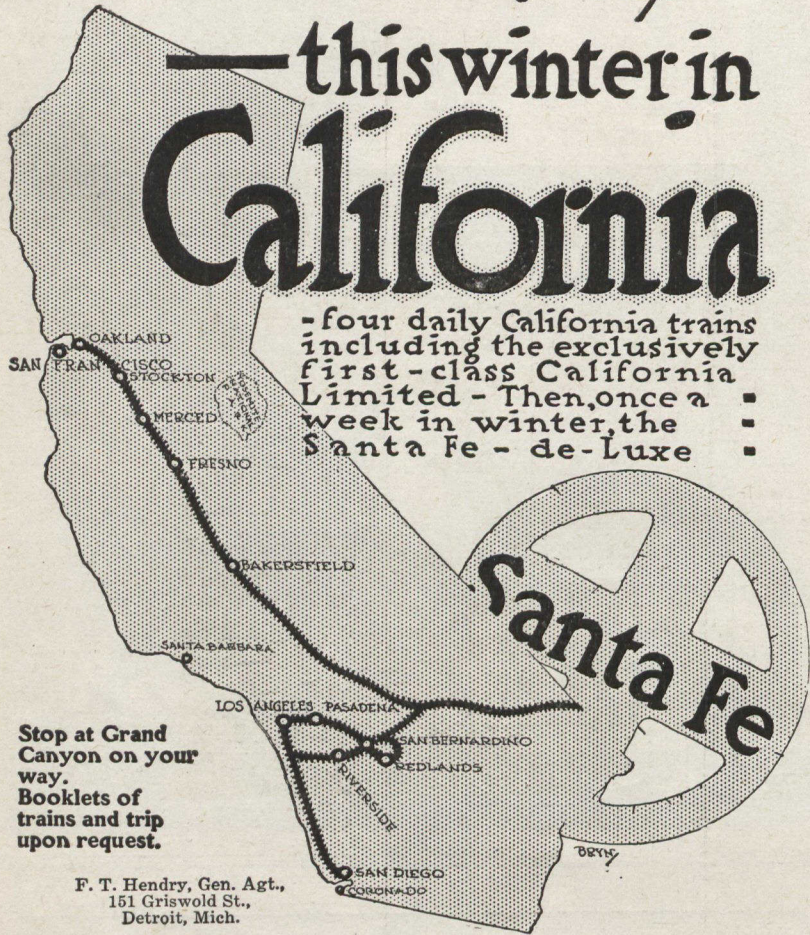 —this winter in
California
- four daily California trains
including the exclusively
first-class California
Limited - Then, once a
week in winter, the
Santa Fe - de-Luxe
OAKLAND
SAN FRANCISCO
STOCKTON
MERCED
FRESNO
BAKERSFIELD
SANTA BARBARA
LOS ANGELES PASADENA
SAN BERNARDINO
REDLANDS
RIVERSIDE
SAN DIEGO
CORONADO
Santa Fe
Stop at Grand
Canyon on your
way.
Booklets of
trains and trip
upon request.
F. T. Hendry, Gen. Agt.,
151 Griswold St.,
Detroit, Mich.